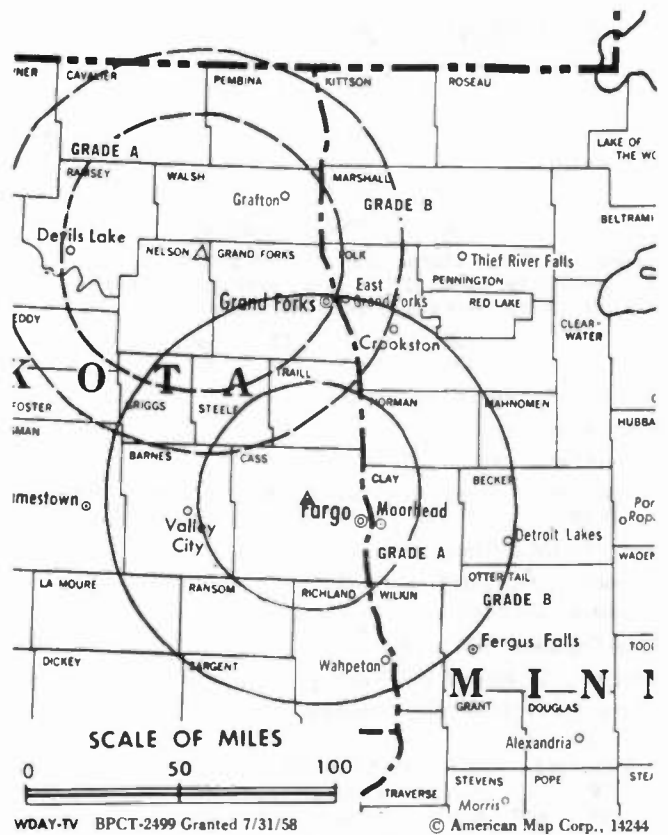 CAVALIER PEMBINA KITTSON ROSEAU
GRADE A
LAKE OF
RAMSEY WALSH MARSHALL
Grafton GRADE B
BELTRAMI
Devils Lake
NELSON GRAND FORKS POLK Thief River Falls
PENNINGTON
East
Grand Forks Grand Forks RED LAKE
EDDY
CLEAR-
WATER
Crookston
KOTA
TRAILL
FOSTER GRIGGS STEELE NORMAN MAHNOMEN
HUBBA
BARNES CASS
CLAY BECKER
Jamestown
Valley
City
Fargo Moorhead
Detroit Lakes
GRADE A
WADEN
OTTER TAIL
LA MOURE RANSOM RICHLAND WILKIN
GRADE B
Fergus Falls
DICKEY SARGENT Wahpeton
MINN
GRANT DOUGLAS
SCALE OF MILES
Alexandria
0 50 100
TRAVERSE STEVENS POPE STEA
Morris
WDAY-TV BPCT-2499 Granted 7/31/58 © American Map Corp., 14244